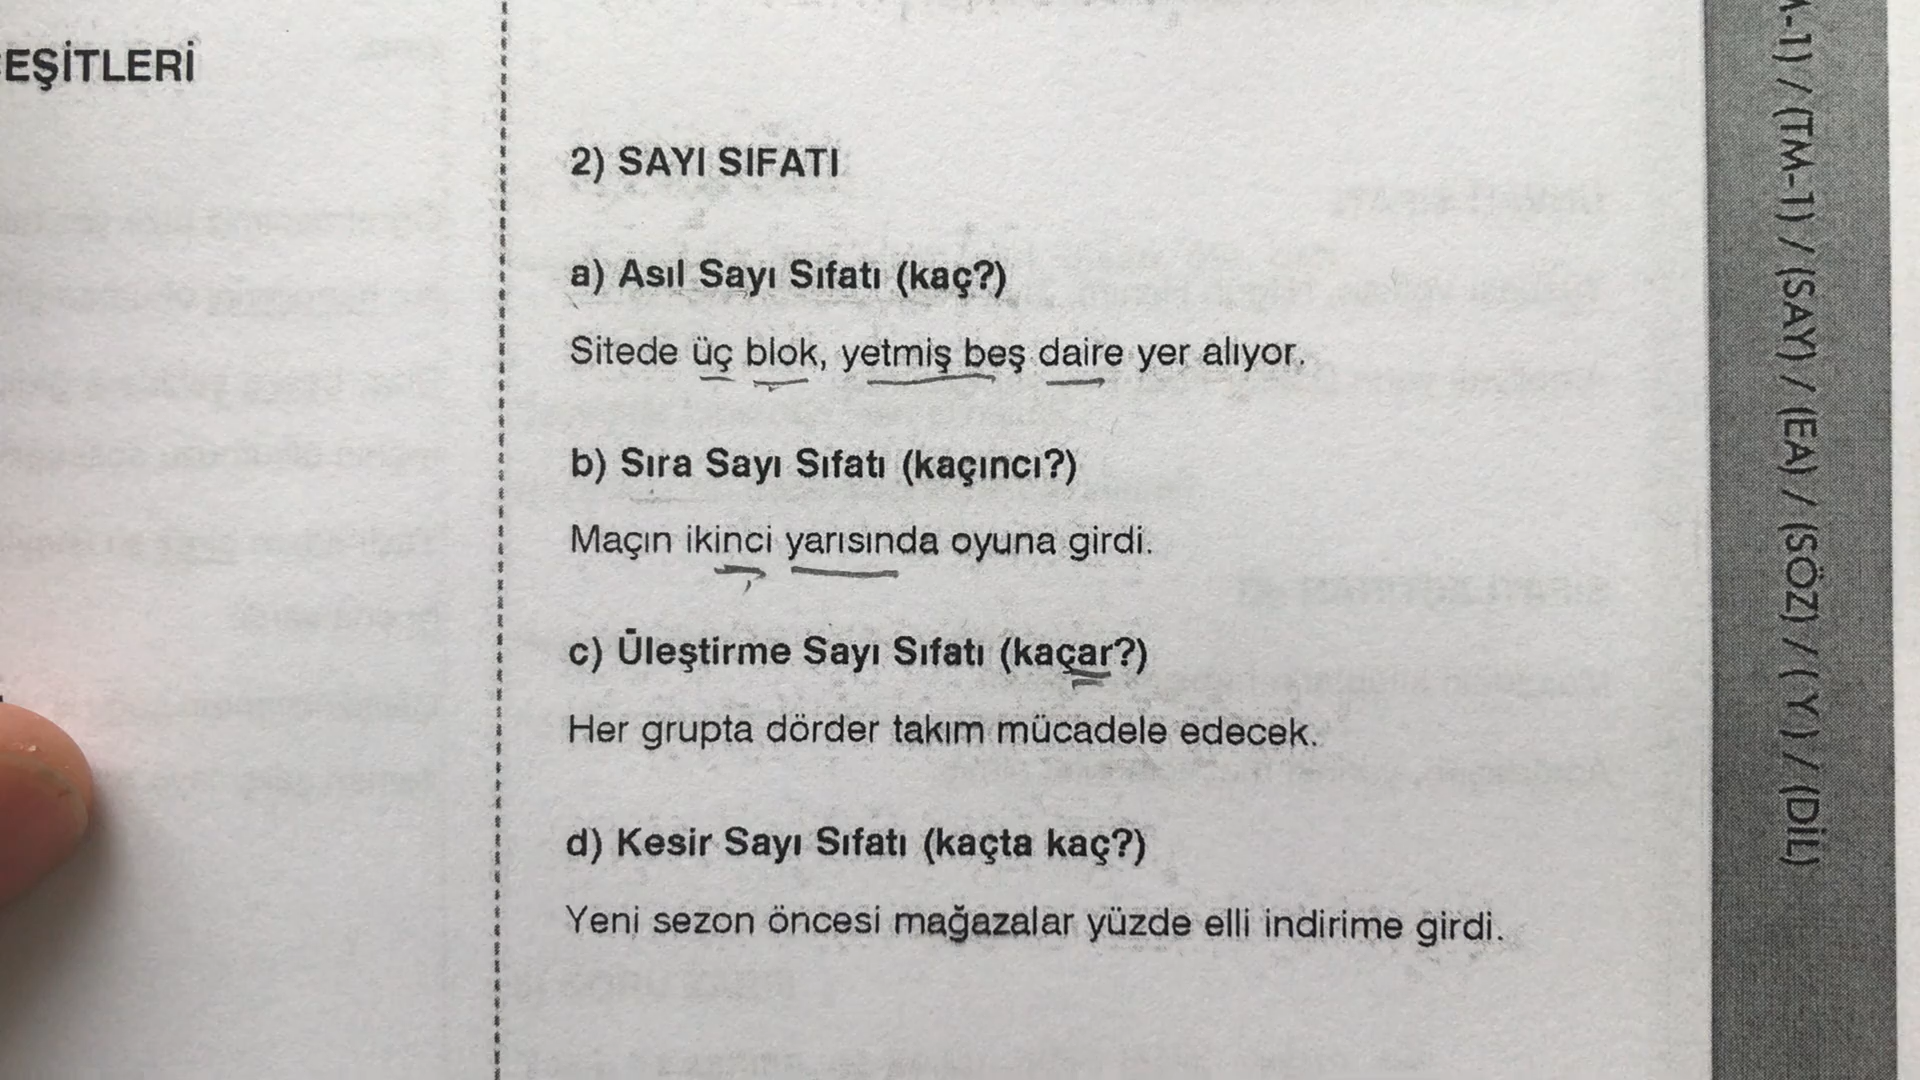 EŞİTLERİ
2) SAYI SIFATI
a) Asıl Sayı Sıfatı (kaç?)
Sitede üç blok, yetmiş beş daire yer alıyor.
b) Sıra Sayı Sıfatı (kaçıncı?)
Maçın ikinci yarısında oyuna girdi.
c) Üleştirme Sayı Sıfatı (kaçar?)
Her grupta dörder takım mücadele edecek.
d) Kesir Sayı Sıfatı (kaçta kaç?)
Yeni sezon öncesi mağazalar yüzde elli indirime girdi.
M-1) / (TM-1) / (SAY) / (EA) / (SÖZ) / ( Y ) / (DİL)